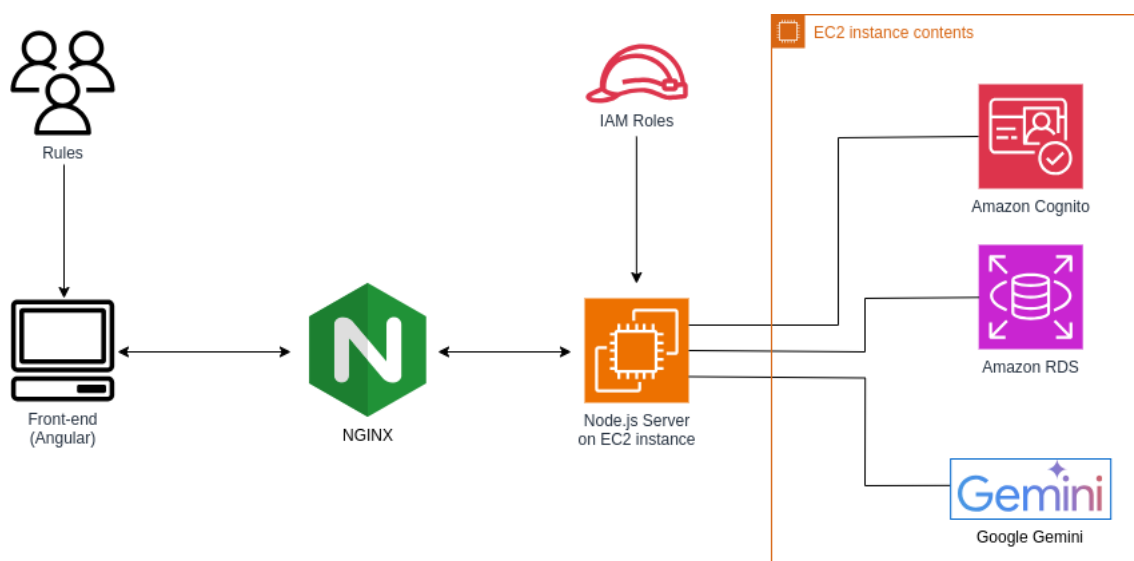 EC2 instance contents
Rules
IAM Roles
Amazon Cognito
Amazon RDS
Front-end
(Angular)
N
NGINX
Node.js Server
on EC2 instance
Gemini
Google Gemini